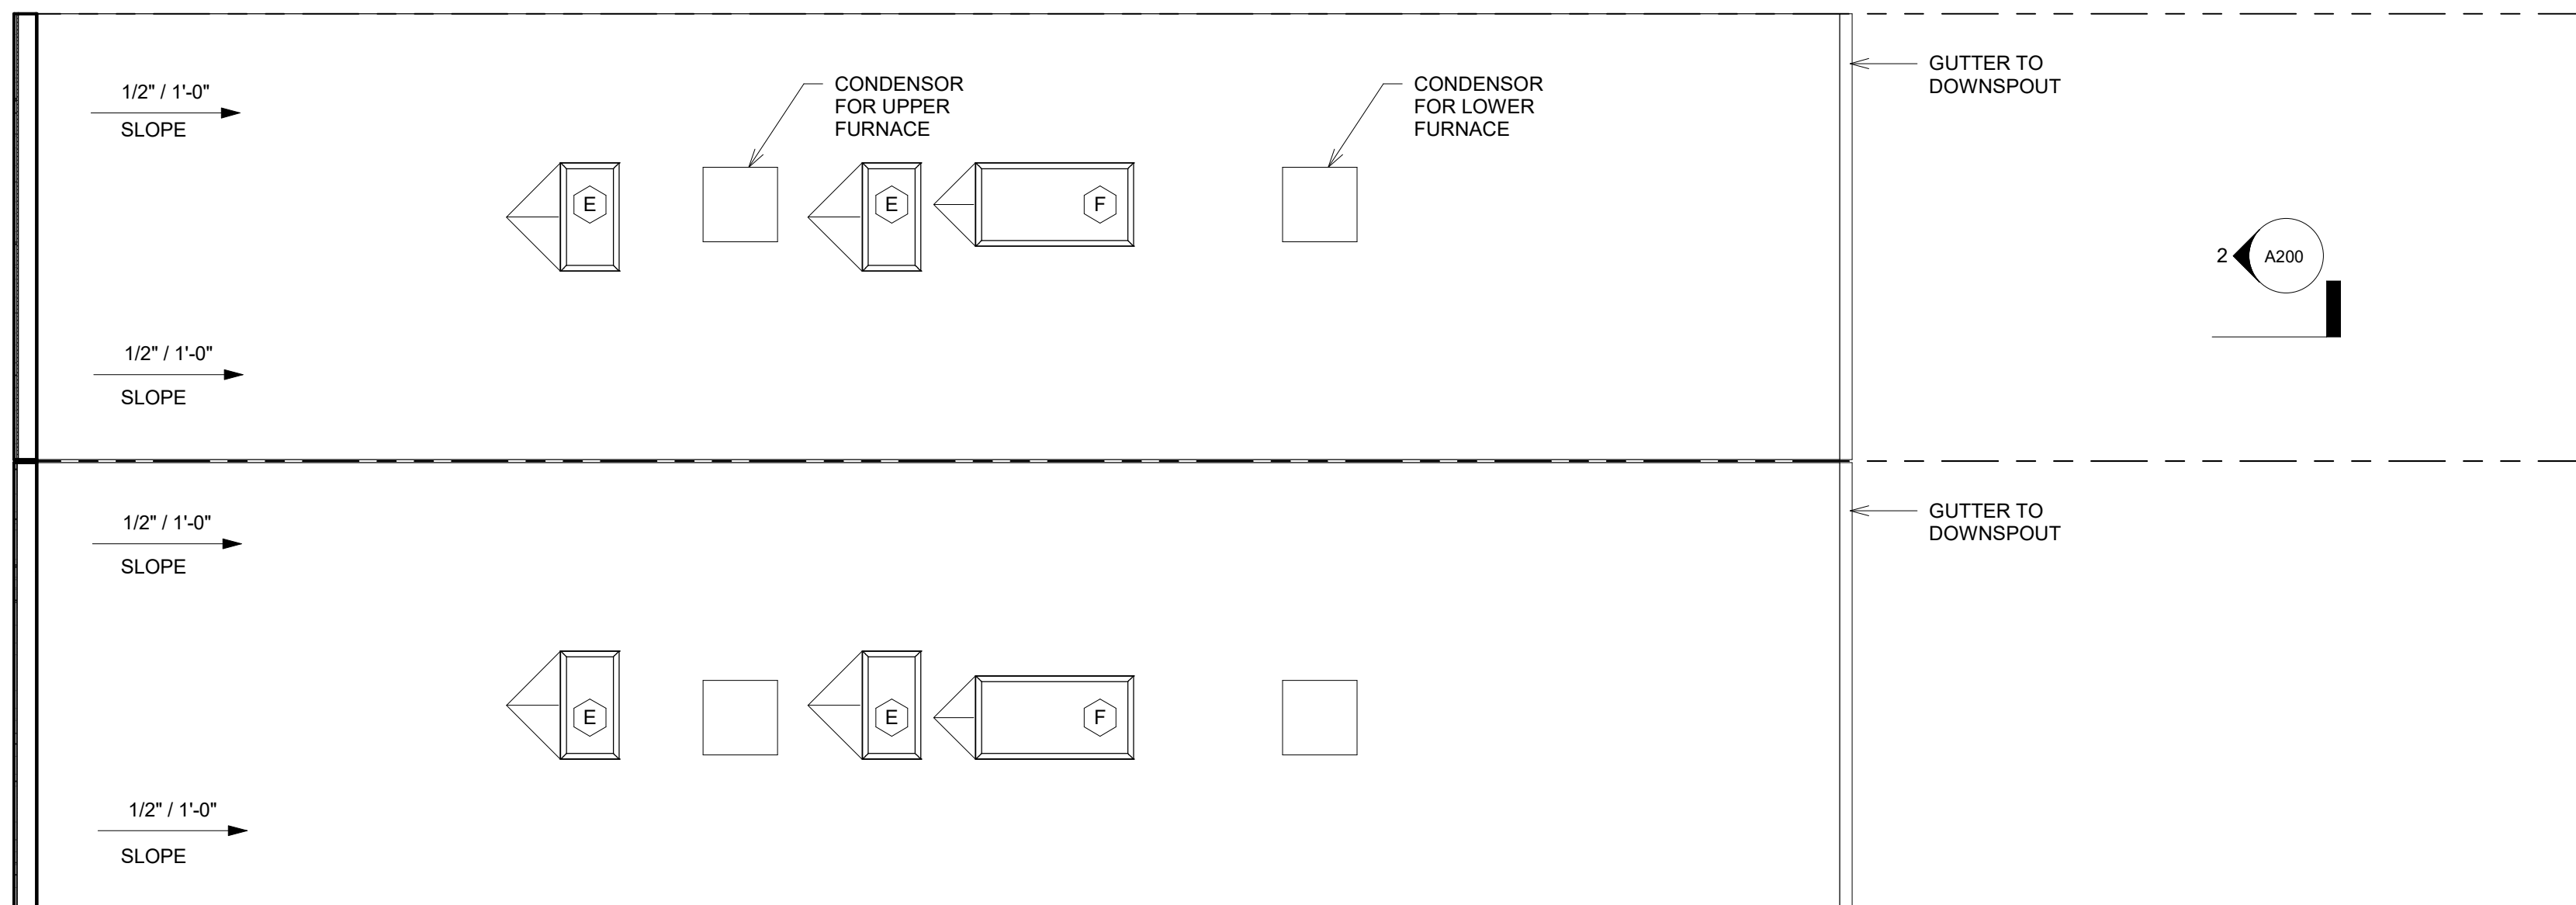 1/2" / 1'-0"
SLOPE
CONDENSOR
FOR UPPER
FURNACE
CONDENSOR
FOR LOWER
FURNACE
GUTTER TO
DOWNSPOUT
E
E
F
2
A200
1/2" / 1'-0"
SLOPE
1/2" / 1'-0"
SLOPE
GUTTER TO
DOWNSPOUT
E
E
F
1/2" / 1'-0"
SLOPE